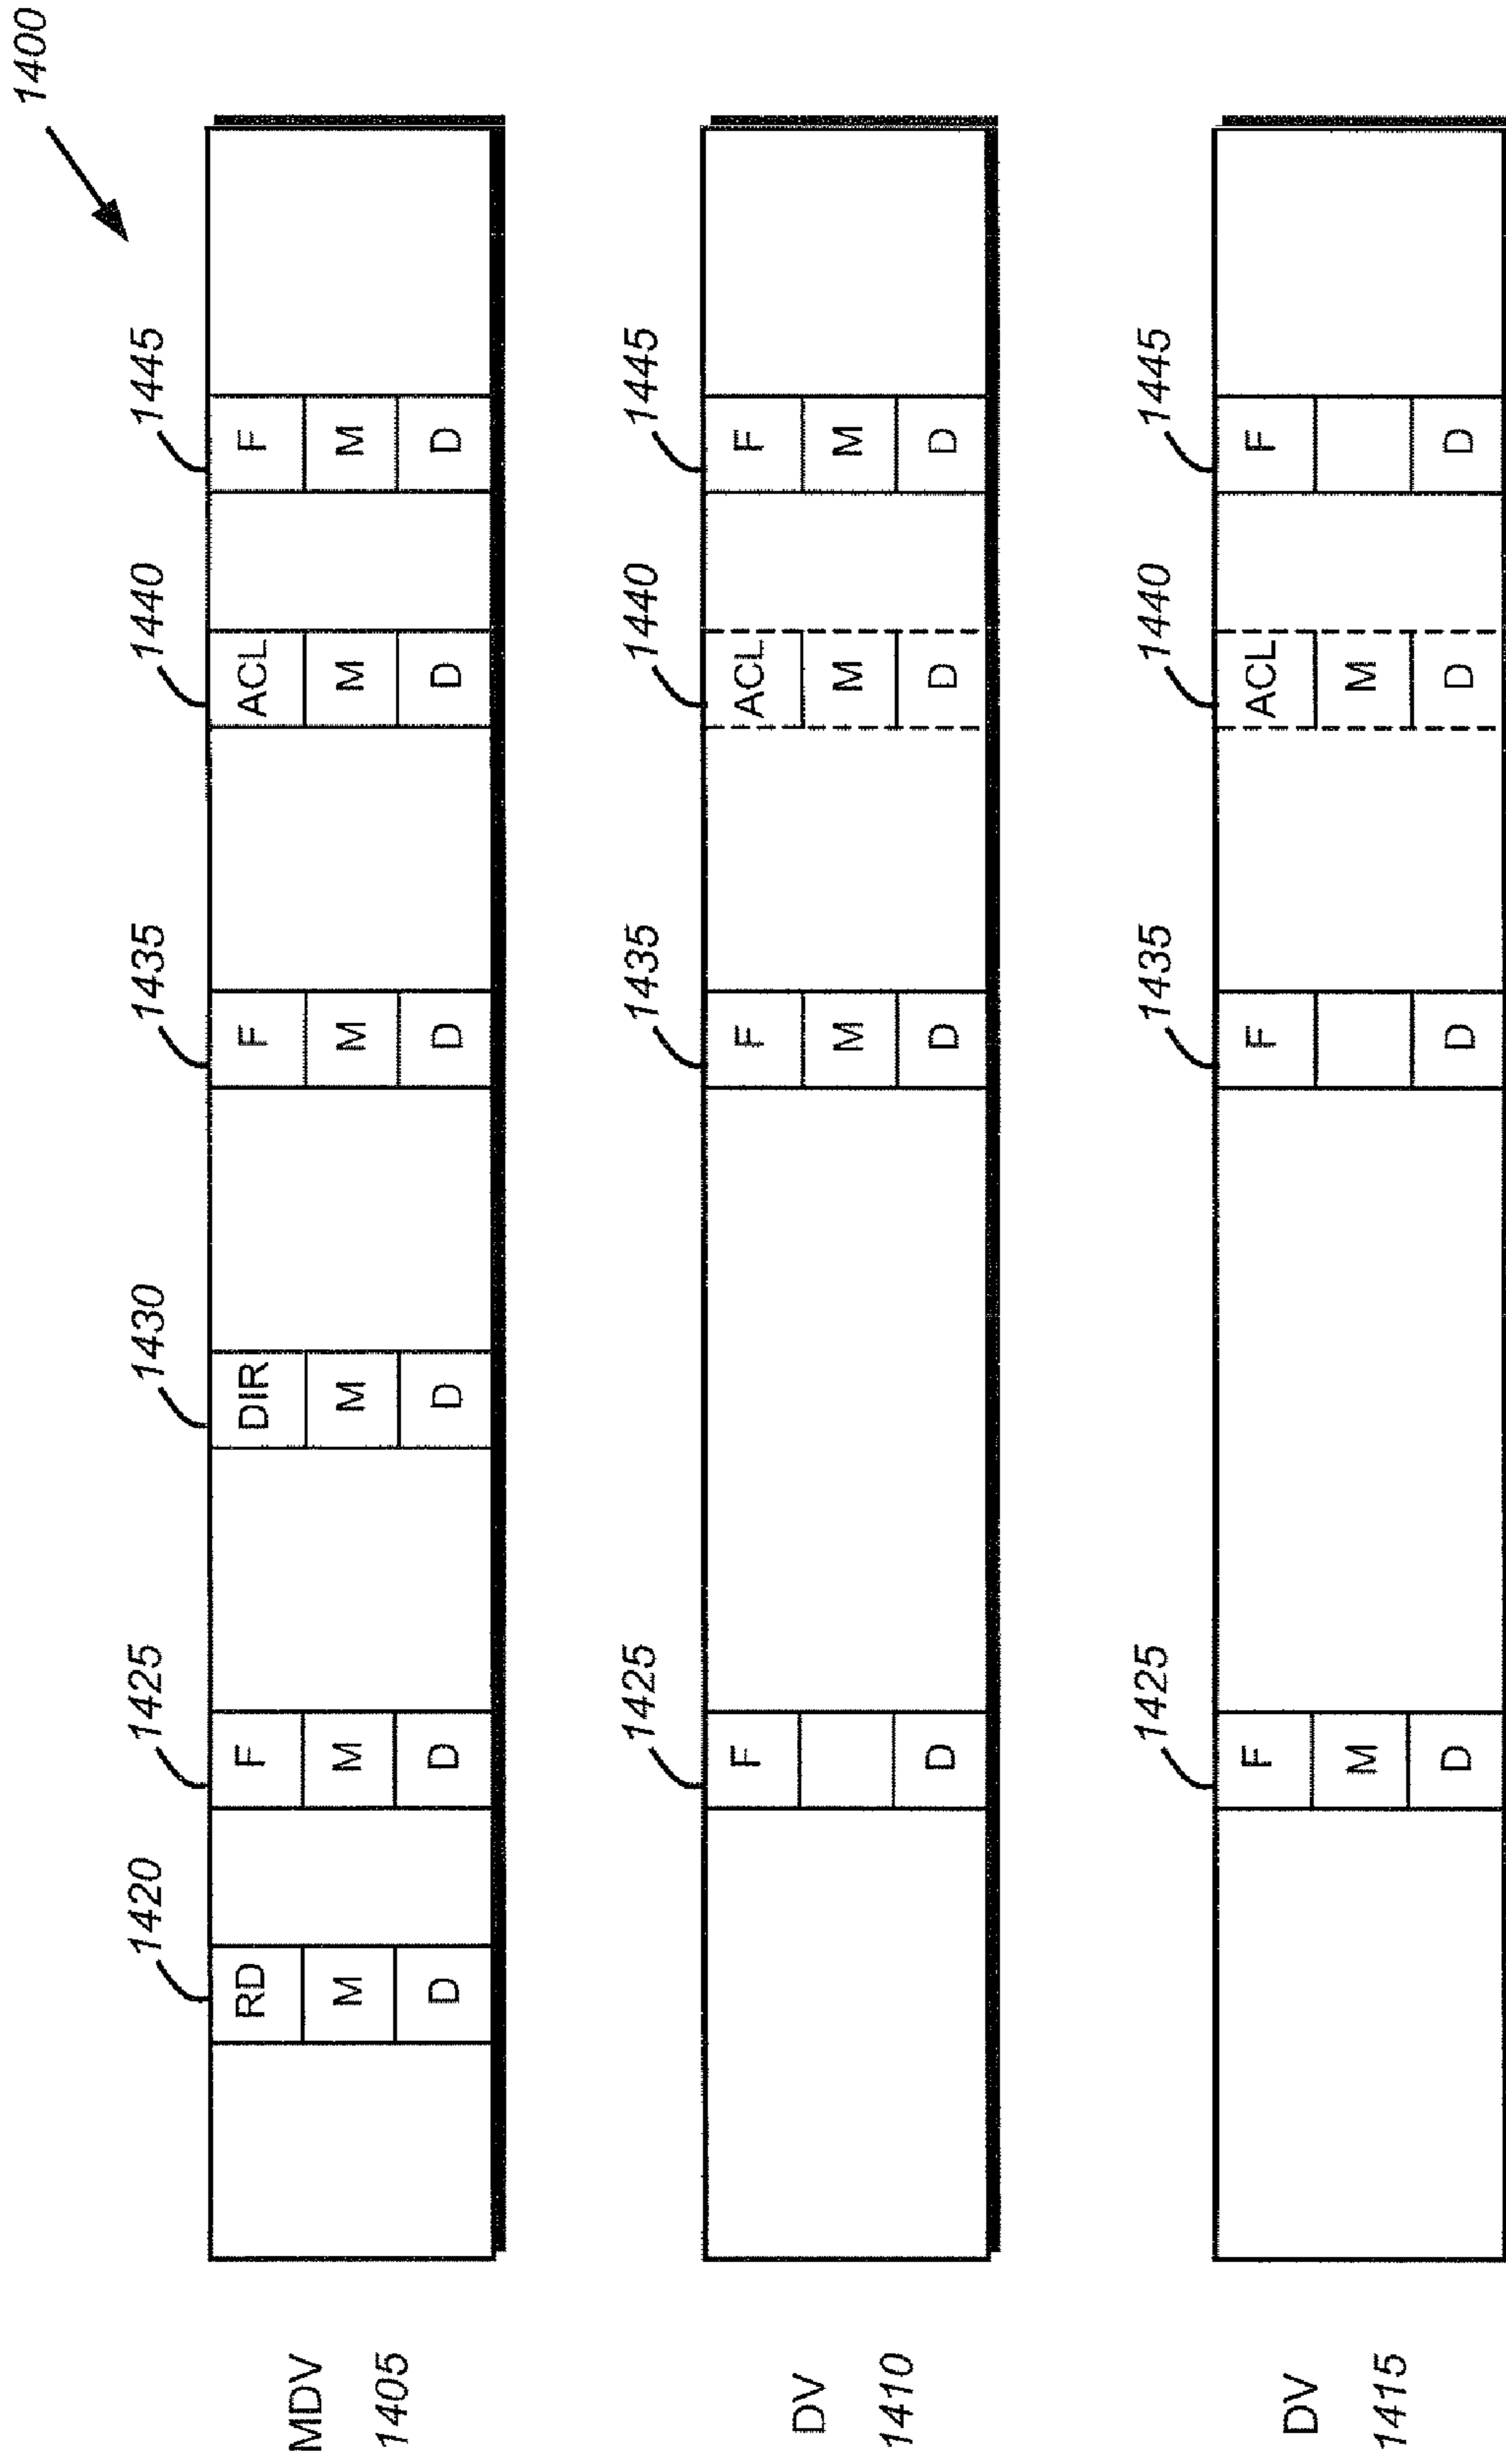 1400
1420 1425 1430 1435 1440 1445
RD F DIR F ACL F
M M M M M M
D D D D D D
MDV
1405
1425 1435 1440 1445
F F ACL F
M M M
D D D D
DV
1410
1425 1435 1440 1445
F F ACL F
M M
D D D D
DV
1415